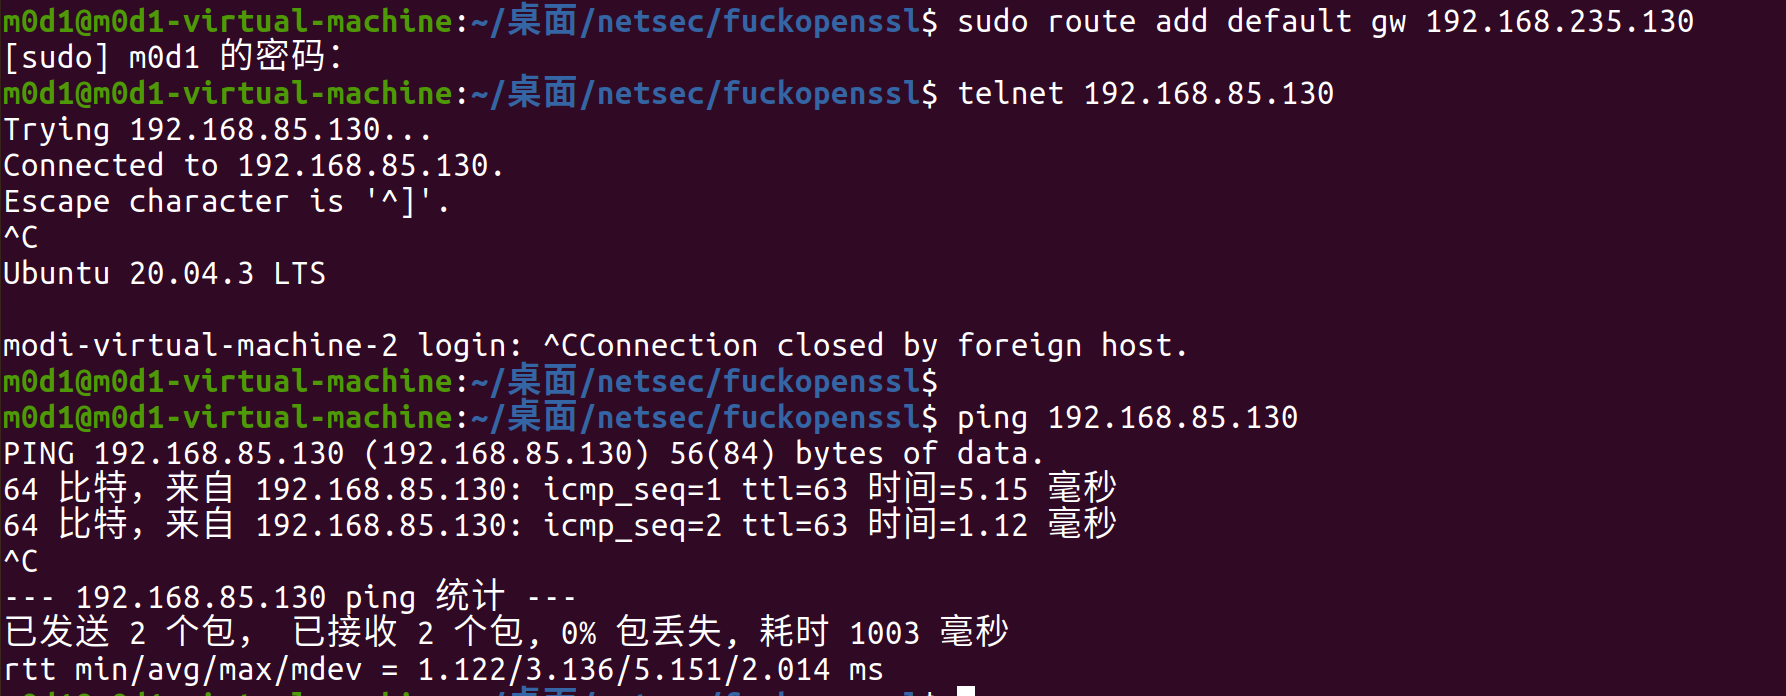 m0d1@m0d1-virtual-machine:~/桌面/netsec/fuckopenssl$ sudo route add default gw 192.168.235.130
[sudo] m0d1 的密码：
m0d1@m0d1-virtual-machine:~/桌面/netsec/fuckopenssl$ telnet 192.168.85.130
Trying 192.168.85.130...
Connected to 192.168.85.130.
Escape character is '^]'.
^C
Ubuntu 20.04.3 LTS
modi-virtual-machine-2 login: ^CConnection closed by foreign host.
m0d1@m0d1-virtual-machine:~/桌面/netsec/fuckopenssl$
m0d1@m0d1-virtual-machine:~/桌面/netsec/fuckopenssl$ ping 192.168.85.130
PING 192.168.85.130 (192.168.85.130) 56(84) bytes of data.
64 比特，来自 192.168.85.130: icmp_seq=1 ttl=63 时间=5.15 毫秒
64 比特，来自 192.168.85.130: icmp_seq=2 ttl=63 时间=1.12 毫秒
^C
--- 192.168.85.130 ping 统计 ---
已发送 2 个包， 已接收 2 个包, 0% 包丢失, 耗时 1003 毫秒
rtt min/avg/max/mdev = 1.122/3.136/5.151/2.014 ms